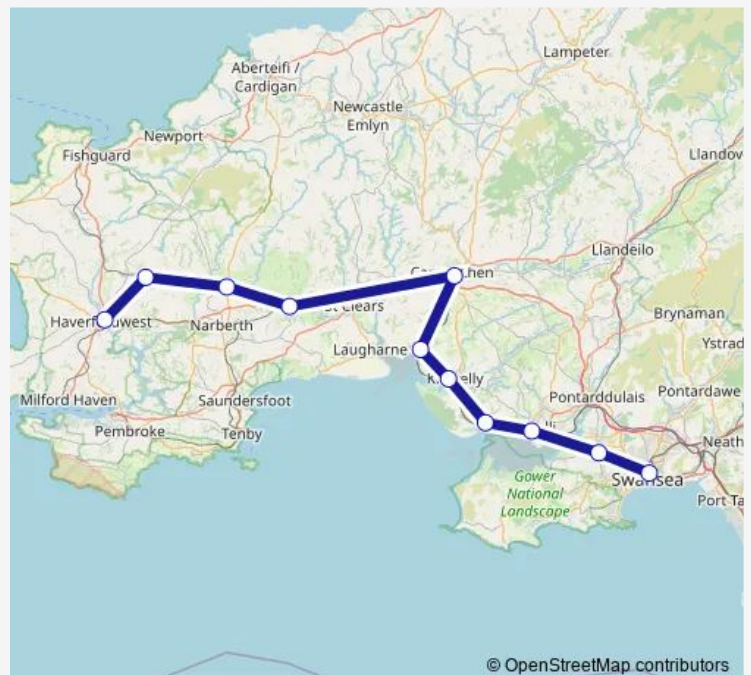 Lampeter
Aberteifi /
Cardigan
Newcastle
Emlyn
Newport
Fishguard
Llandov
Llandeilo
St Clears
Narberth
Brynaman
Ystrad
Laugharne
Milford Haven
Saundersfoot
Pontarddulais
Pontardawe
Pembroke
Tenby
Neath
Gower
National
Landscape
Swansea
Port Ta
© OpenStreetMap contributors